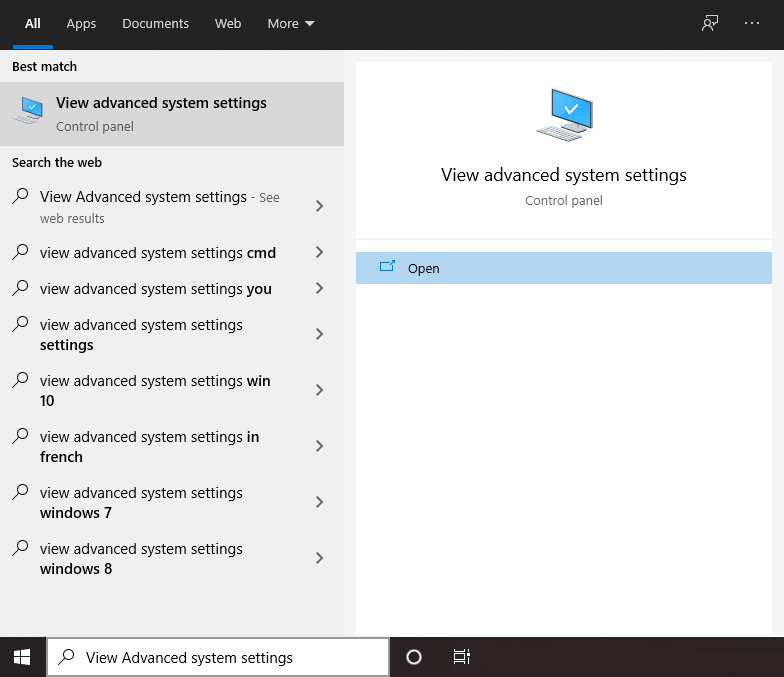 All Apps Documents Web More
Best match
View advanced system settings
Control panel
Search the web
View Advanced system settings - See
web results
view advanced system settings cmd
view advanced system settings you
view advanced system settings
settings
view advanced system settings win
10
view advanced system settings in
french
view advanced system settings
windows 7
view advanced system settings
windows 8
View advanced system settings
Control panel
Open
View Advanced system settings